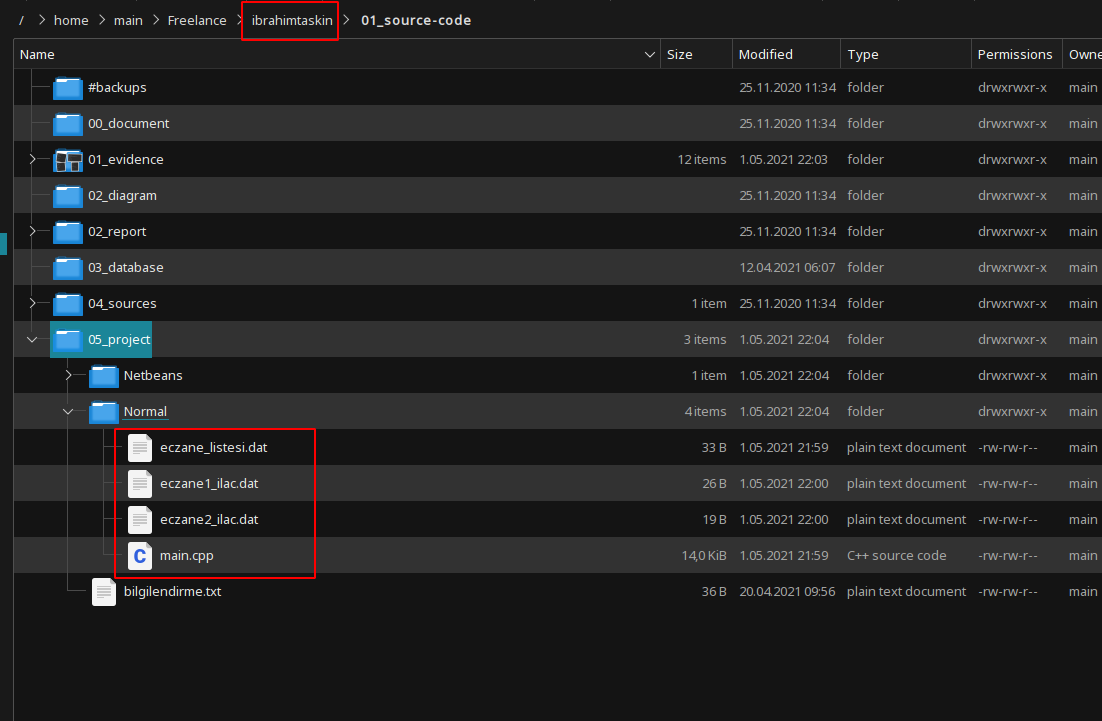 / > home > main > Freelance > ibrahimtaskin > 01_source-code
Name Size Modified Type Permissions Owne
#backups 25.11.2020 11:34 folder drwxrwxr-x main
00_document 25.11.2020 11:34 folder drwxrwxr-x main
01_evidence 12 items 1.05.2021 22:03 folder drwxrwxr-x main
02_diagram 25.11.2020 11:34 folder drwxrwxr-x main
02_report 25.11.2020 11:34 folder drwxrwxr-x main
03_database 12.04.2021 06:07 folder drwxrwxr-x main
04_sources 1 item 25.11.2020 11:34 folder drwxrwxr-x main
05_project 3 items 1.05.2021 22:04 folder drwxrwxr-x main
Netbeans 1 item 1.05.2021 22:04 folder drwxrwxr-x main
Normal 4 items 1.05.2021 22:04 folder drwxrwxr-x main
eczane_listesi.dat 33 B 1.05.2021 21:59 plain text document -rw-rw-r-- main
eczane1_ilac.dat 26 B 1.05.2021 22:00 plain text document -rw-rw-r-- main
eczane2_ilac.dat 19 B 1.05.2021 22:00 plain text document -rw-rw-r-- main
main.cpp 14,0 KiB 1.05.2021 21:59 C++ source code -rw-rw-r-- main
bilgilendirme.txt 36 B 20.04.2021 09:56 plain text document -rw-rw-r-- main